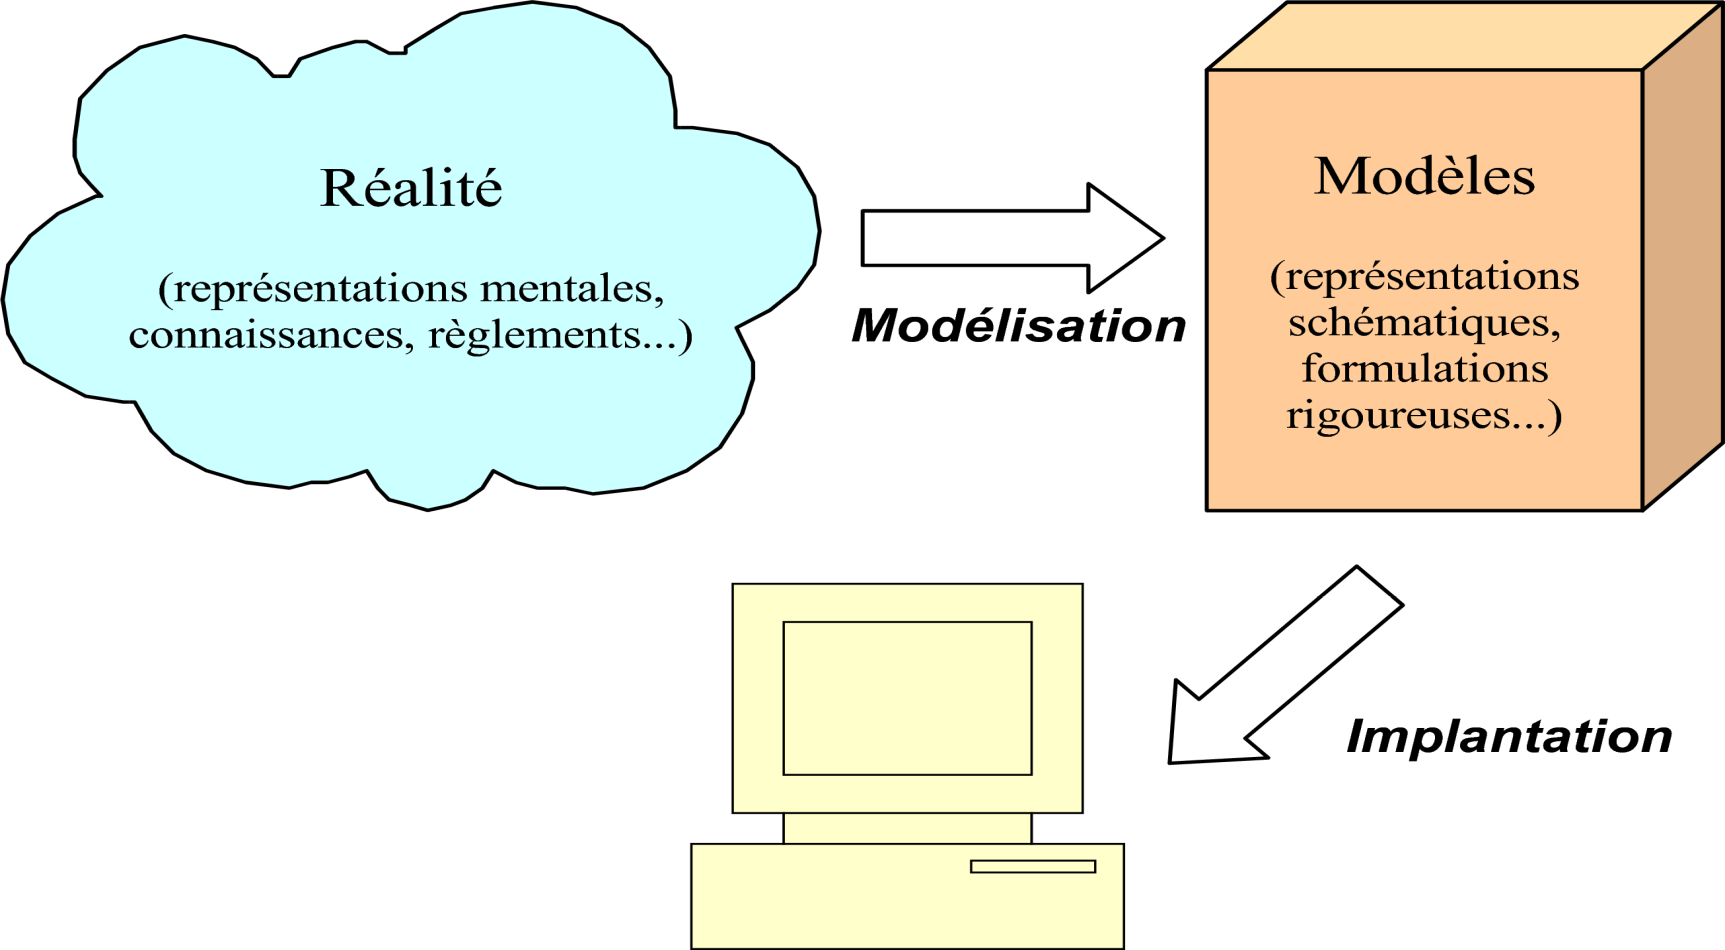 Réalité
(représentations mentales,
connaissances, règlements...)
Modélisation
Modèles
(représentations
schématiques,
formulations
rigoureuses...)
Implantation